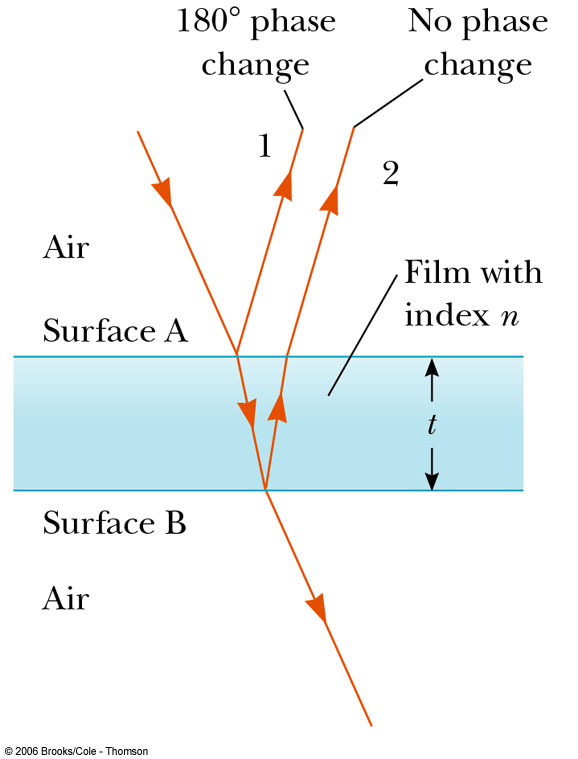 180° phase
change
No phase
change
1
2
Air
Surface A
Film with
index n
t
Surface B
Air
© 2006 Brooks/Cole - Thomson